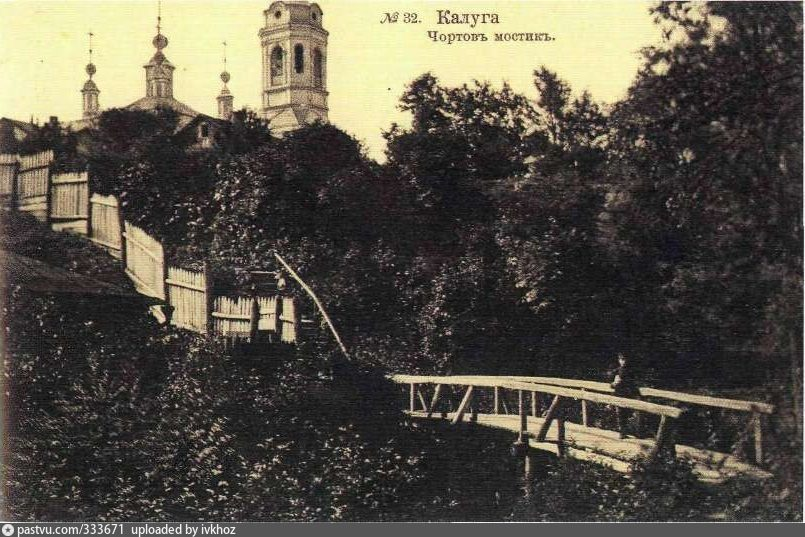 № 32. Калуга
Чортовъ мостикъ.
pastvu.com/333671 uploaded by ivkhoz